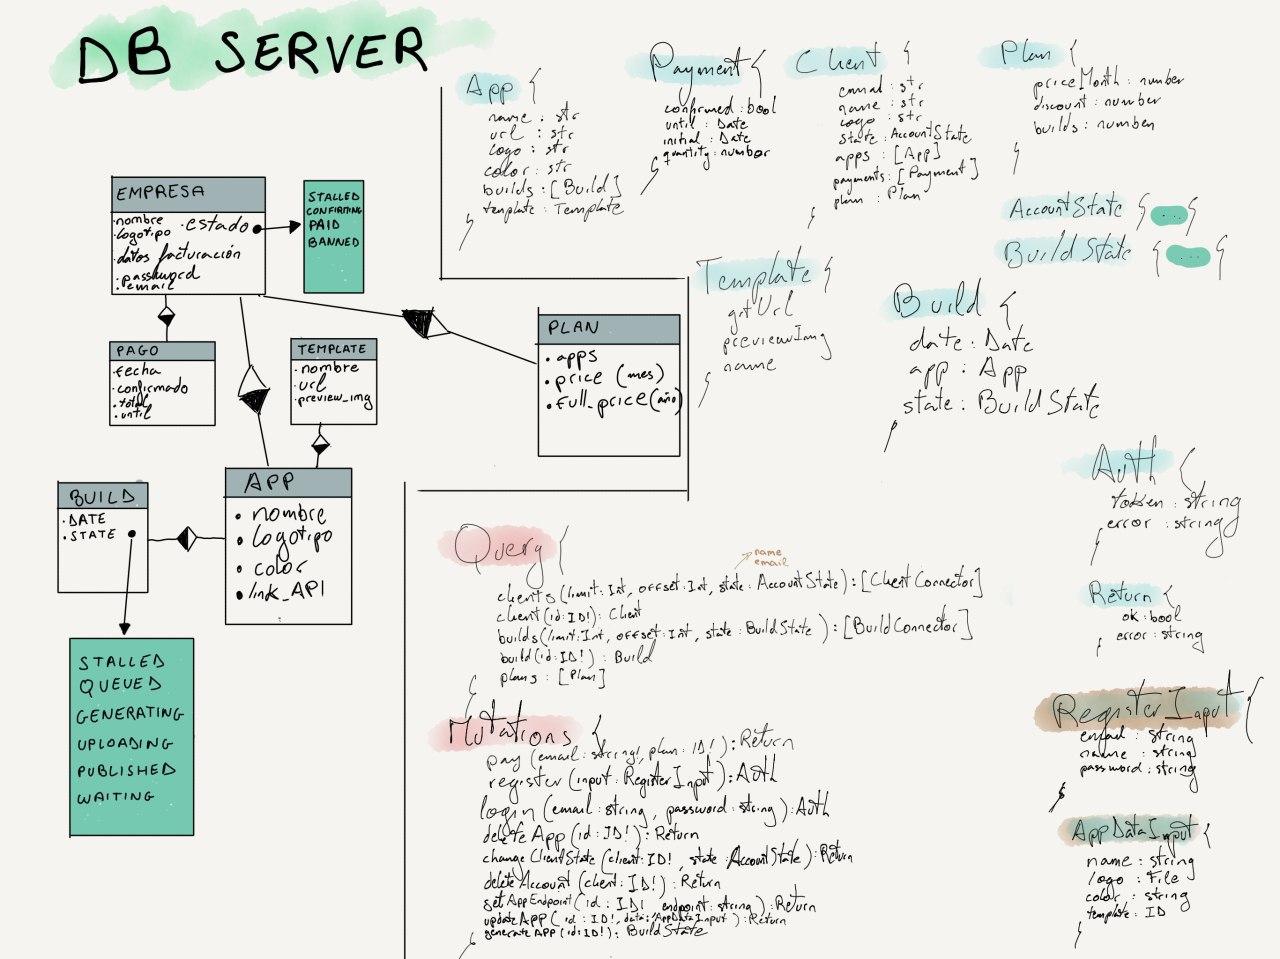 DB SERVER
EMPRESA
· nombre
· logotipo
· estado
· datos facturación
· password
· email
STALLED
CONFIRMING
PAID
BANNED
PAGO
· fecha
· confirmado
· total
· until
TEMPLATE
· nombre
· url
· preview_img
PLAN
• apps
• price (mes)
• full_price (año)
BUILD
· DATE
· STATE
APP
• nombre
• logotipo
• color
• link_API
STALLED
QUEUED
GENERATING
UPLOADING
PUBLISHED
WAITING
App {
name : str
url : str
logo : str
color : str
builds : [Build]
template : Template
}
Payment {
confirmed : bool
until : Date
initial : Date
quantity : number
}
Client {
email : str
name : str
logo : str
state : AccountState
apps : [App]
payments : [Payment]
plan : Plan
}
Plan {
priceMonth : number
discount : number
builds : number
}
AccountState { ... }
BuildState { ... }
Template {
gitUrl
previewImg
name
}
Build {
date : Date
app : App
state : BuildState
}
Auth {
token : string
error : string
}
Return {
ok : bool
error : string
}
RegisterInput {
email : string
name : string
password : string
}
AppDataInput {
name : string
logo : File
color : string
template : ID
}
Query {
name
email
clients (limit: Int, offset: Int, state: AccountState) : [ClientConnector]
client (id: ID!) : Client
builds (limit: Int, offset: Int, state: BuildState) : [BuildConnector]
build (id: ID!) : Build
plans : [Plan]
}
Mutations {
pay (email: string!, plan: ID!) : Return
register (input: RegisterInput) : Auth
login (email: string, password: string) : Auth
deleteApp (id: ID!) : Return
changeClientState (client: ID!, state: AccountState) : Return
deleteAccount (client: ID!) : Return
setAppEndpoint (id: ID! endpoint: string) : Return
updateAPP (id: ID!, data: AppDataInput) : Return
generateAPP (id: ID!) : BuildState
}